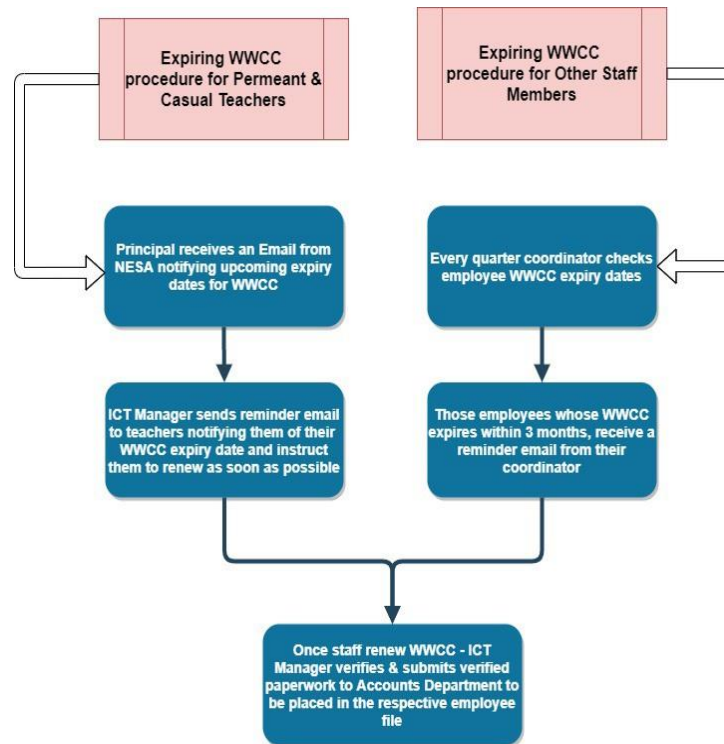 Expiring WWCC
procedure for Permeant &
Casual Teachers
Expiring WWCC
procedure for Other Staff
Members
Principal receives an Email from
NESA notifying upcoming expiry
dates for WWCC
Every quarter coordinator checks
employee WWCC expiry dates
ICT Manager sends reminder email
to teachers notifying them of their
WWCC expiry date and instruct
them to renew as soon as possible
Those employees whose WWCC
expires within 3 months, receive a
reminder email from their
coordinator
Once staff renew WWCC - ICT
Manager verifies & submits verified
paperwork to Accounts Department to
be placed in the respective employee
file